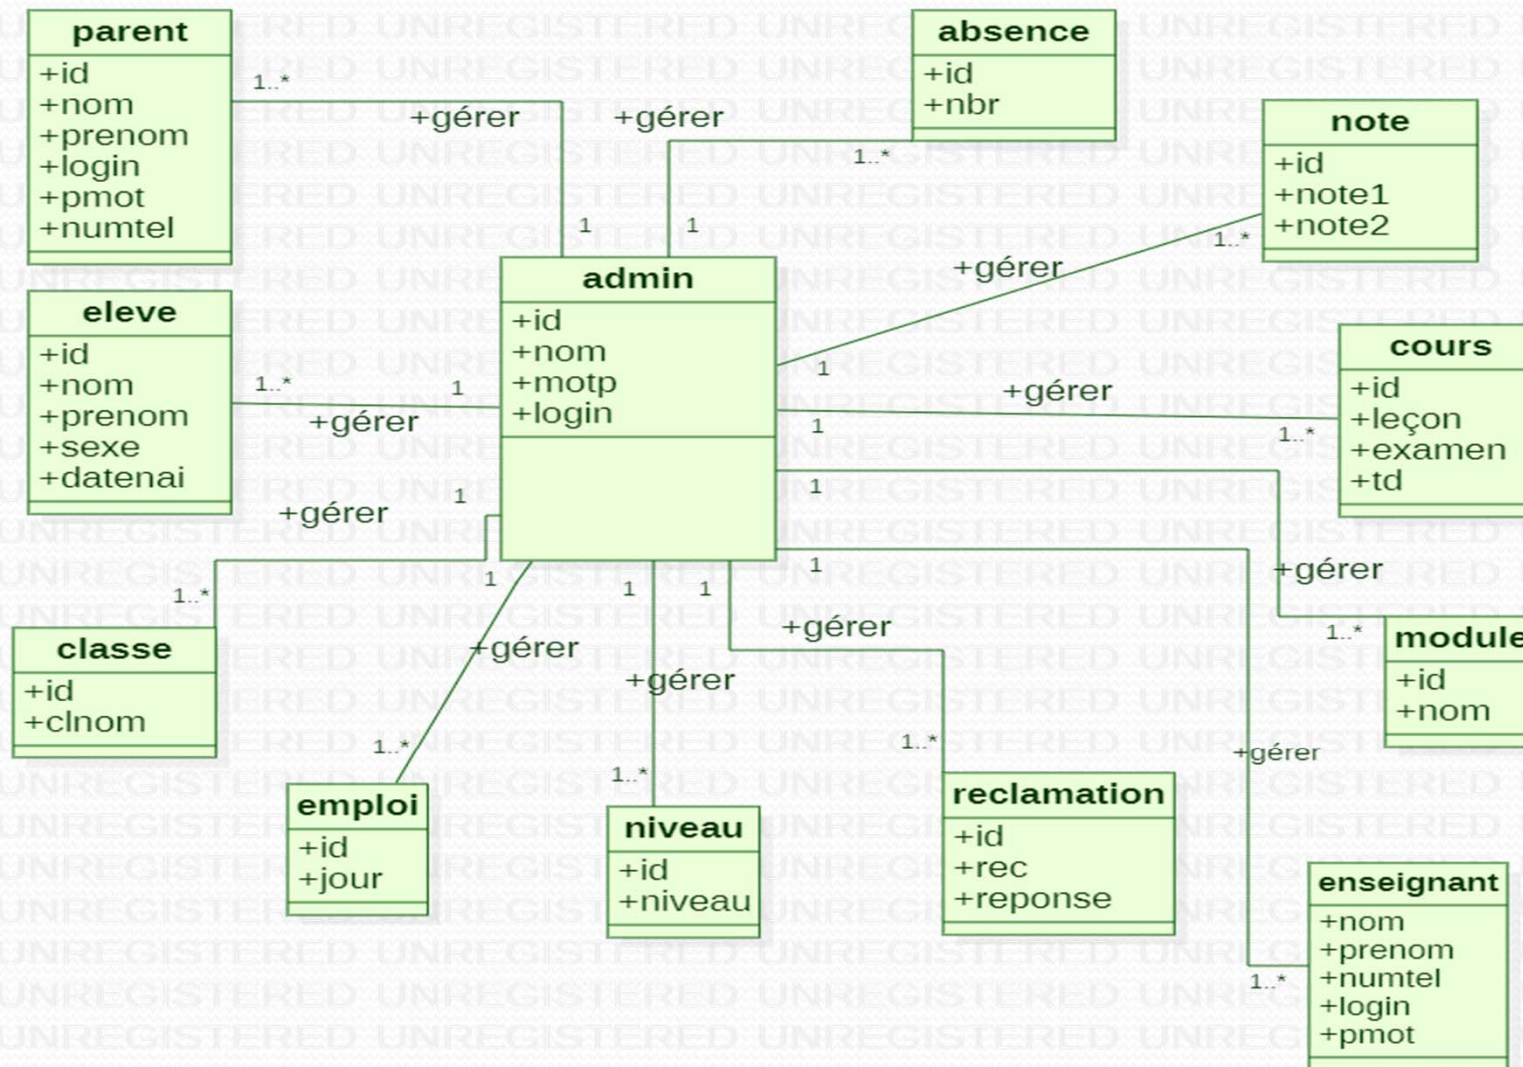 parent
+id
+nom
+prenom
+login
+pmot
+numtel
1..*
+gérer
1
absence
+id
+nbr
+gérer
1..*
1
note
+id
+note1
+note2
1..*
+gérer
1
eleve
+id
+nom
+prenom
+sexe
+datenai
1..*
+gérer
1
admin
+id
+nom
+motp
+login
cours
+id
+leçon
+examen
+td
+gérer
1
1..*
1
+gérer
1..*
module
+id
+nom
+gérer
1
1..*
classe
+id
+clnom
1
+gérer
1..*
emploi
+id
+jour
1
+gérer
1..*
niveau
+id
+niveau
1
+gérer
1..*
reclamation
+id
+rec
+reponse
1
+gérer
1..*
enseignant
+nom
+prenom
+numtel
+login
+pmot
UNREGISTERED UNREGISTERED UNREGISTERED UNREGISTERED